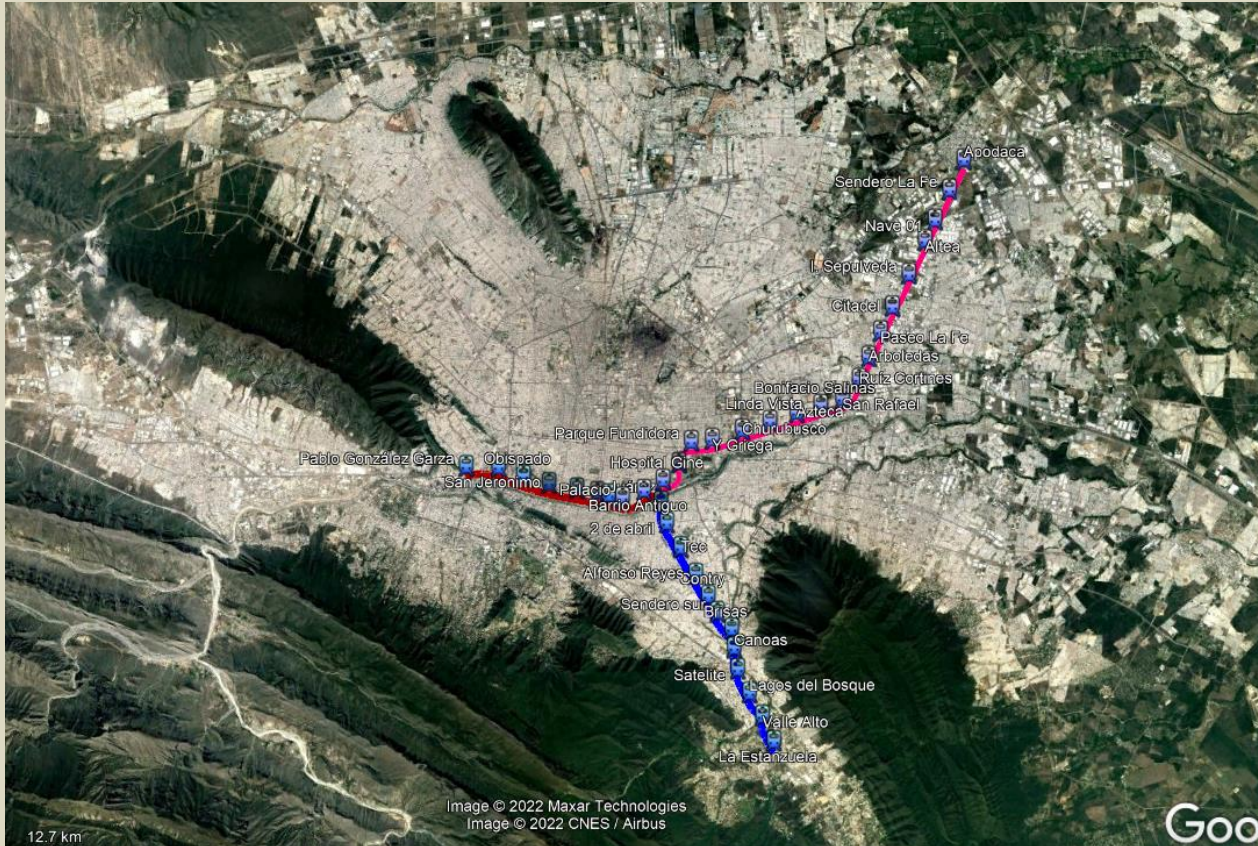 Apodaca
Sendero La Fe
Nave 01
Altea
I. Sepulveda
Citadel
Paseo La Fe
Arboledas
Ruíz Cortines
Bonifacio Salinas
Linda Vista
San Rafael
Azteca
Churubusco
Parque Fundidora
Y Griega
Pablo González Garza
Obispado
Hospital Gine
San Jerónimo
Palacio
Barrio Antiguo
2 de abril
Tec
Alfonso Reyes
Contry
Sendero sur
Brisas
Canoas
Satelite
Lagos del Bosque
Valle Alto
La Estanzuela
Image © 2022 Maxar Technologies
Image © 2022 CNES / Airbus
12.7 km
Goo